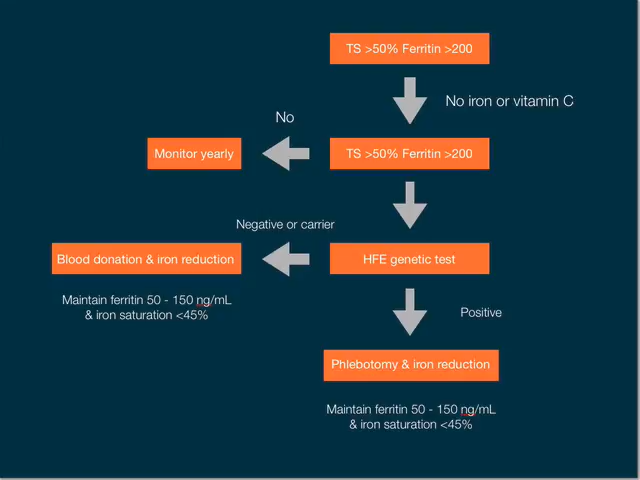 TS >50% Ferritin >200
No iron or vitamin C
No
Monitor yearly
TS >50% Ferritin >200
Negative or carrier
Blood donation & iron reduction
HFE genetic test
Maintain ferritin 50 - 150 ng/mL
& iron saturation <45%
Positive
Phlebotomy & iron reduction
Maintain ferritin 50 - 150 ng/mL
& iron saturation <45%